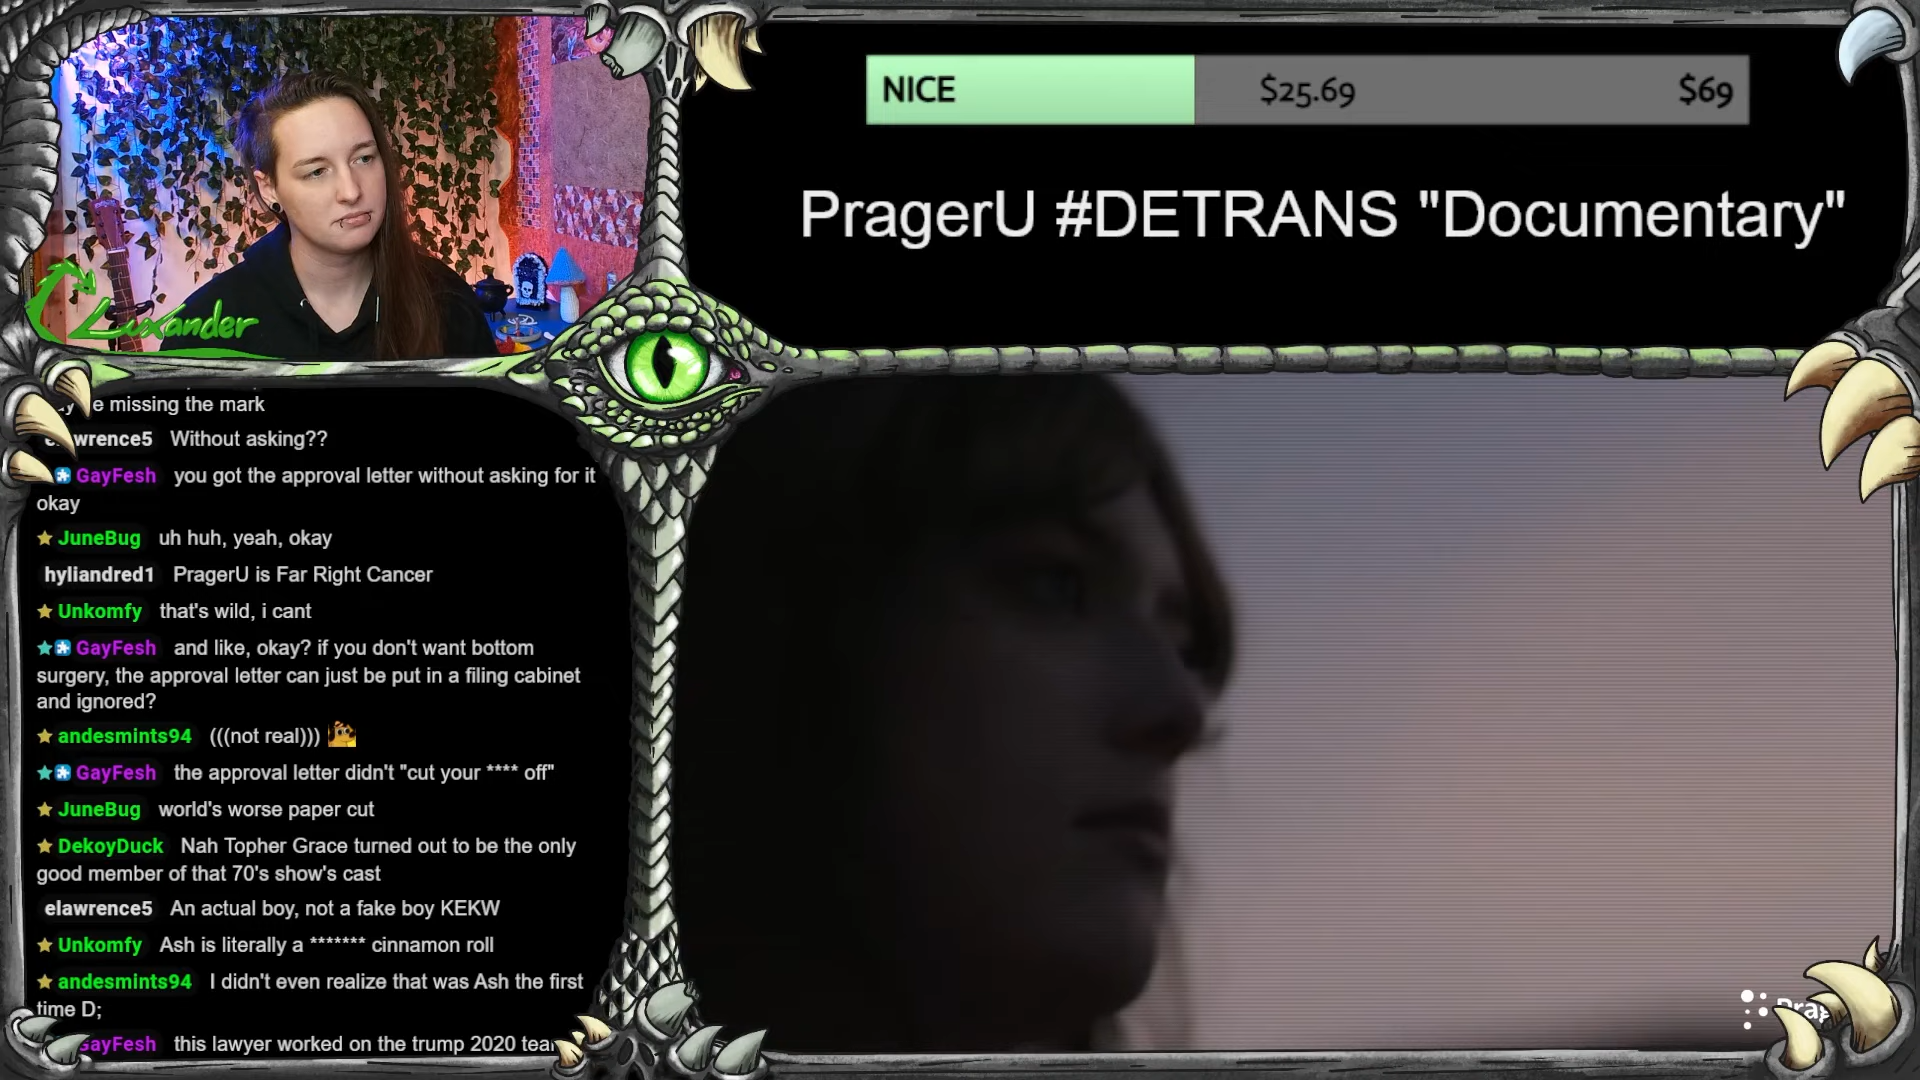 NICE $25.69 $69
PragerU #DETRANS "Documentary"
Luxander
missing the mark
wrence5 Without asking??
GayFesh you got the approval letter without asking for it
okay
JuneBug uh huh, yeah, okay
hyliandred1 PragerU is Far Right Cancer
Unkomfy that's wild, i cant
GayFesh and like, okay? if you don't want bottom
surgery, the approval letter can just be put in a filing cabinet
and ignored?
andesmints94 (((not real)))
GayFesh the approval letter didn't "cut your **** off"
JuneBug world's worse paper cut
DekoyDuck Nah Topher Grace turned out to be the only
good member of that 70's show's cast
elawrence5 An actual boy, not a fake boy KEKW
Unkomfy Ash is literally a ******* cinnamon roll
andesmints94 I didn't even realize that was Ash the first
time D;
GayFesh this lawyer worked on the trump 2020
Prag